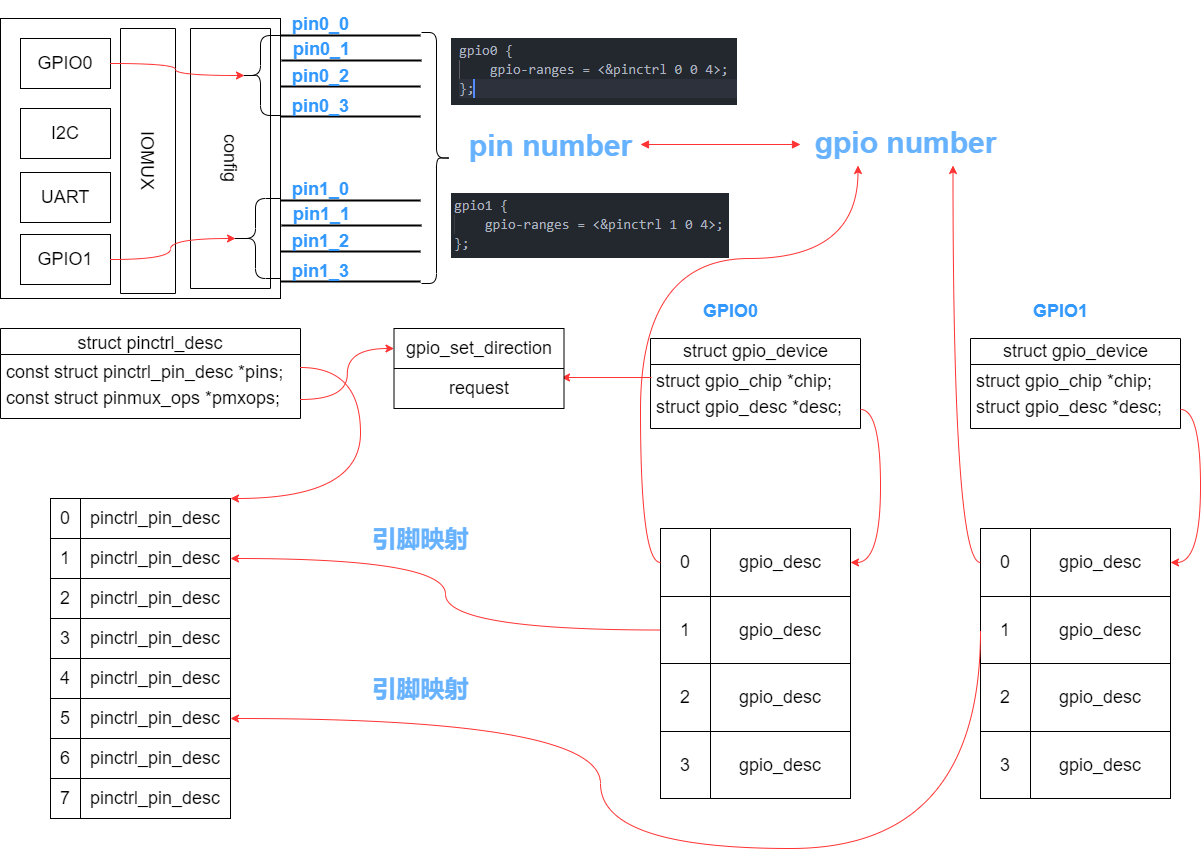 GPIO0
I2C
UART
GPIO1
IOMUX
config
pin0_0
pin0_1
pin0_2
pin0_3
pin1_0
pin1_1
pin1_2
pin1_3
gpio0 {
gpio-ranges = <&pinctrl 0 0 4>;
};
pin number
gpio number
gpio1 {
gpio-ranges = <&pinctrl 1 0 4>;
};
struct pinctrl_desc
const struct pinctrl_pin_desc *pins;
const struct pinmux_ops *pmxops;
gpio_set_direction
request
GPIO0
struct gpio_device
struct gpio_chip *chip;
struct gpio_desc *desc;
GPIO1
struct gpio_device
struct gpio_chip *chip;
struct gpio_desc *desc;
0 pinctrl_pin_desc
1 pinctrl_pin_desc
2 pinctrl_pin_desc
3 pinctrl_pin_desc
4 pinctrl_pin_desc
5 pinctrl_pin_desc
6 pinctrl_pin_desc
7 pinctrl_pin_desc
引脚映射
引脚映射
0 gpio_desc
1 gpio_desc
2 gpio_desc
3 gpio_desc
0 gpio_desc
1 gpio_desc
2 gpio_desc
3 gpio_desc